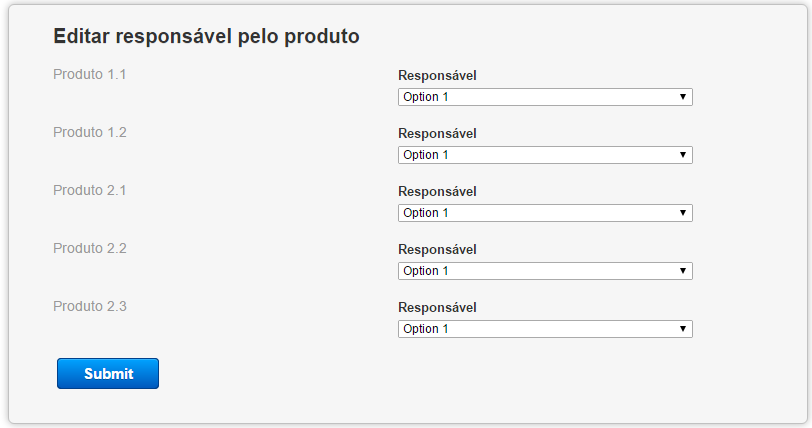 Editar responsável pelo produto
Produto 1.1
Responsável
Option 1
Produto 1.2
Responsável
Option 1
Produto 2.1
Responsável
Option 1
Produto 2.2
Responsável
Option 1
Produto 2.3
Responsável
Option 1
Submit